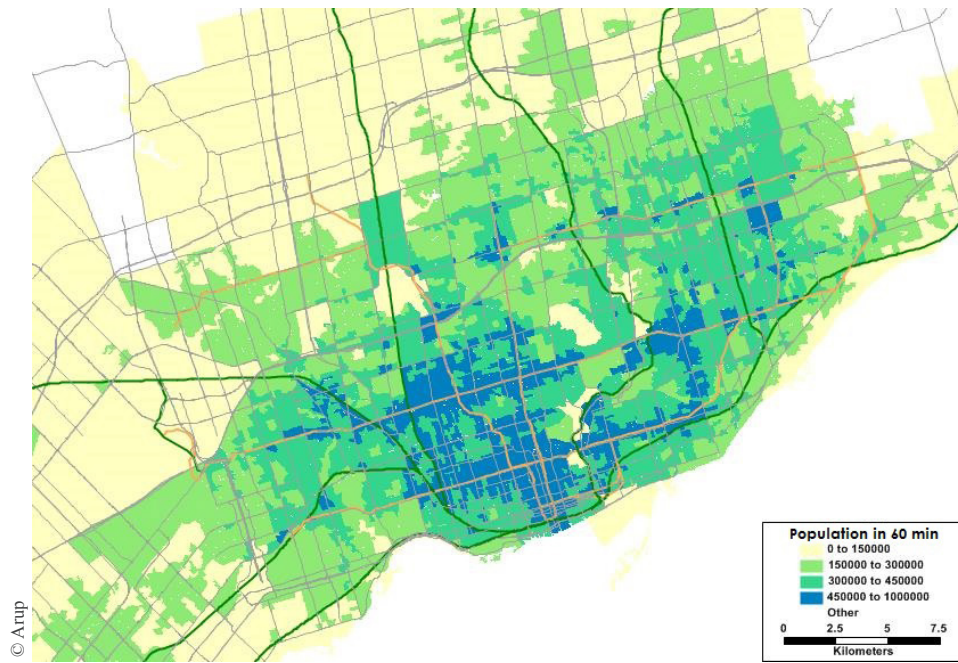 © Arup
Population in 60 min
0 to 150000
150000 to 300000
300000 to 450000
450000 to 1000000
Other
0 2.5 5 7.5
Kilometers